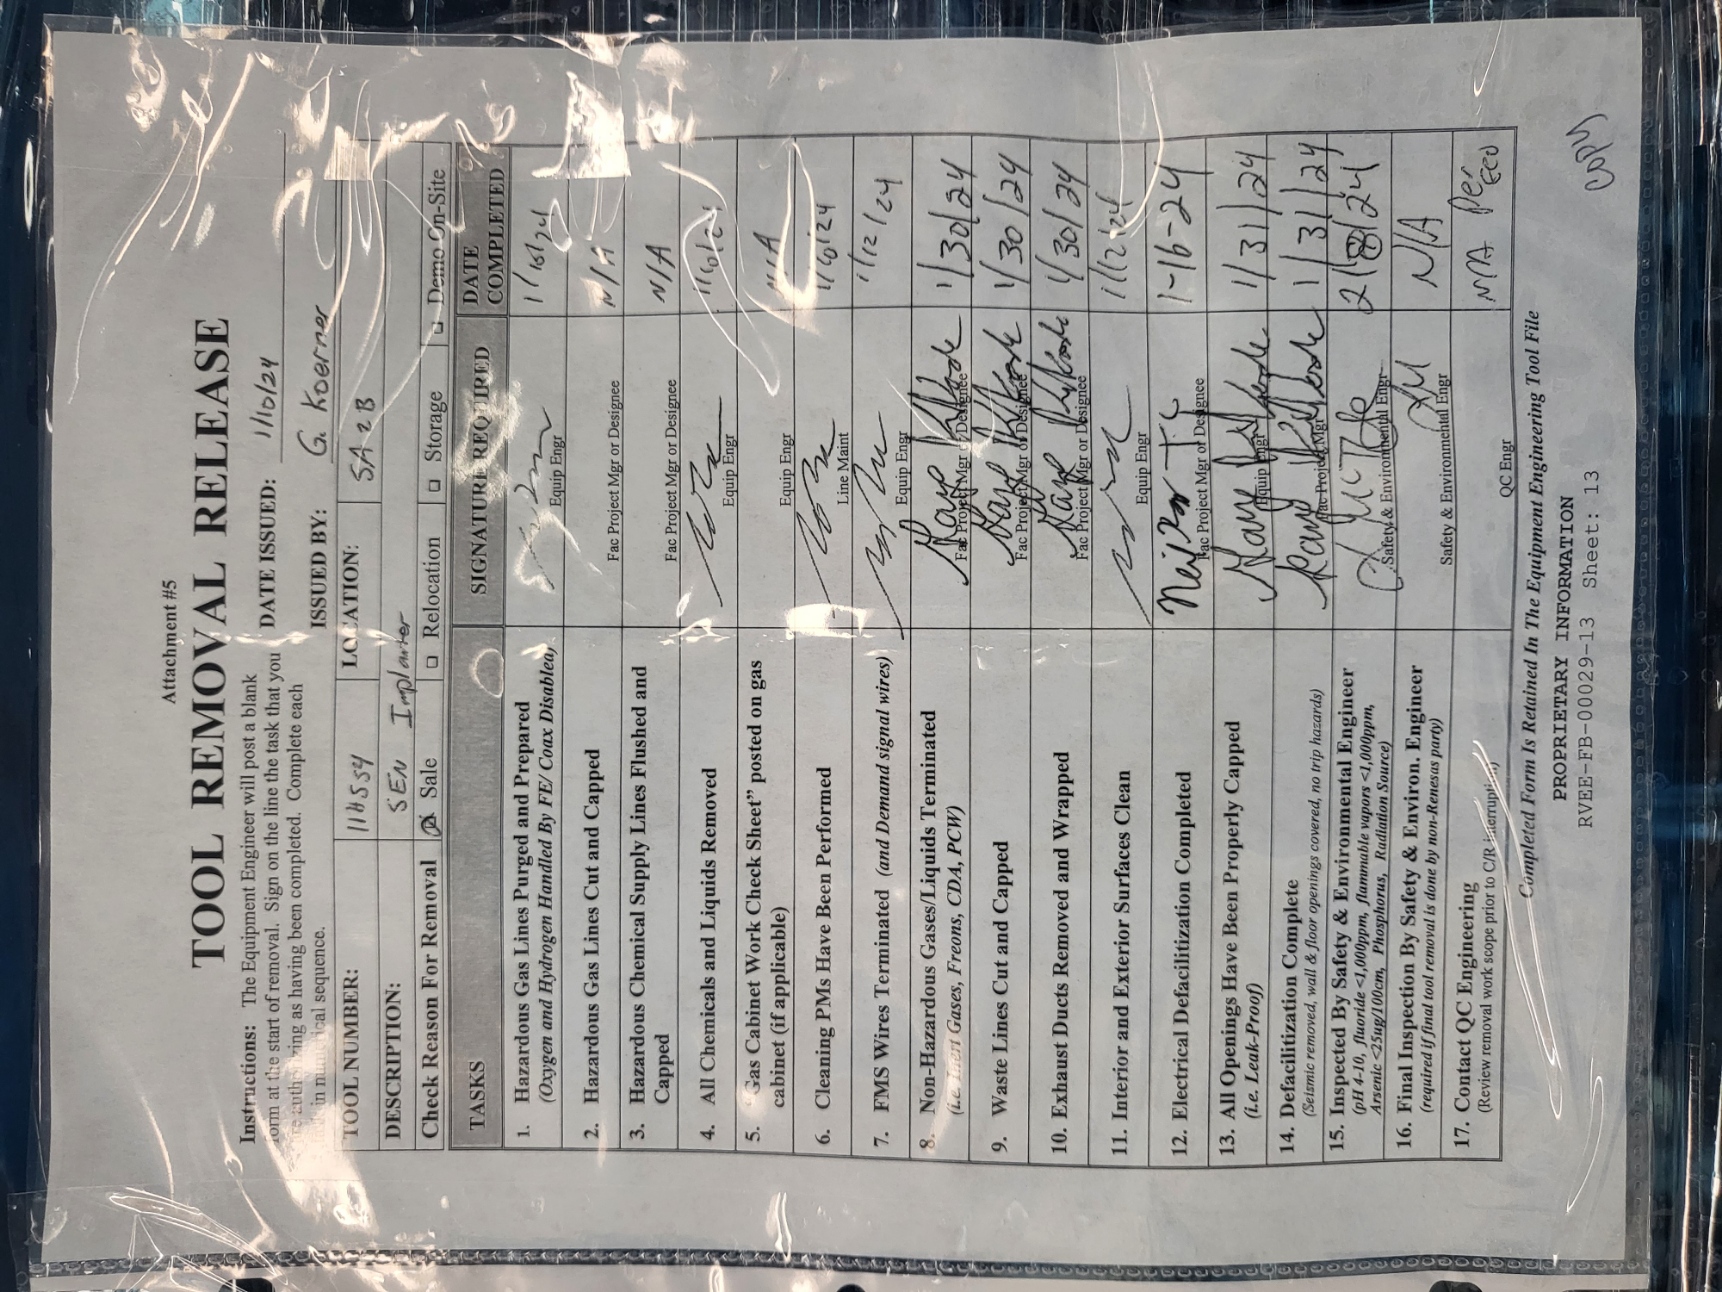 Attachment #5
TOOL REMOVAL RELEASE
Instructions: The Equipment Engineer will post a blank
form at the start of removal. Sign on the line the task that you
are authorizing as having been completed. Complete each
in numerical sequence.
DATE ISSUED: 1/10/24
ISSUED BY: G. Koerner
TOOL NUMBER: LOCATION: SA 2 B
DESCRIPTION: SEN Implanter
Check Reason For Removal ☒ Sale □ Relocation □ Storage □ Demo On-Site
TASKS SIGNATURE REQUIRED DATE COMPLETED
1. Hazardous Gas Lines Purged and Prepared
(Oxygen and Hydrogen Handled By FE/ Coax Disabled)
Equip Engr
2. Hazardous Gas Lines Cut and Capped N/A
Fac Project Mgr or Designee
3. Hazardous Chemical Supply Lines Flushed and
Capped N/A
Fac Project Mgr or Designee
4. All Chemicals and Liquids Removed
Equip Engr
5. "Gas Cabinet Work Check Sheet" posted on gas
cabinet (if applicable) N/A
Equip Engr
6. Cleaning PMs Have Been Performed
Line Maint
7. FMS Wires Terminated (and Demand signal wires) 1/12/24
Equip Engr
8. Non-Hazardous Gases/Liquids Terminated 1/30/24
(i.e. Inert Gases, Freons, CDA, PCW)
Fac Project Mgr or Designee
9. Waste Lines Cut and Capped 1/30/24
Fac Project Mgr or Designee
10. Exhaust Ducts Removed and Wrapped 1/30/24
Fac Project Mgr or Designee
11. Interior and Exterior Surfaces Clean 1/12/24
Equip Engr
12. Electrical Defacilitization Completed 1-16-24
Fac Project Mgr or Designee
13. All Openings Have Been Properly Capped 1/31/24
(i.e. Leak-Proof)
Equip Engr
14. Defacilitization Complete 1/31/24
(Seismic removed, wall & floor openings covered, no trip hazards)
Fac Project Mgr
15. Inspected By Safety & Environmental Engineer 2/8/24
(pH 4-10, fluoride <1,000ppm, flammable vapors <1,000ppm,
Arsenic <25ug/100cm, Phosphorus, Radiation Source)
Safety & Environmental Engr
16. Final Inspection By Safety & Environ. Engineer N/A
(required if final tool removal is done by non-Renesas party)
Safety & Environmental Engr
17. Contact QC Engineering N/A Per
(Review removal work scope prior to C/R interruption)
QC Engr
Completed Form Is Retained In The Equipment Engineering Tool File
PROPRIETARY INFORMATION
RVEE-FB-00029-13 Sheet: 13
COPY